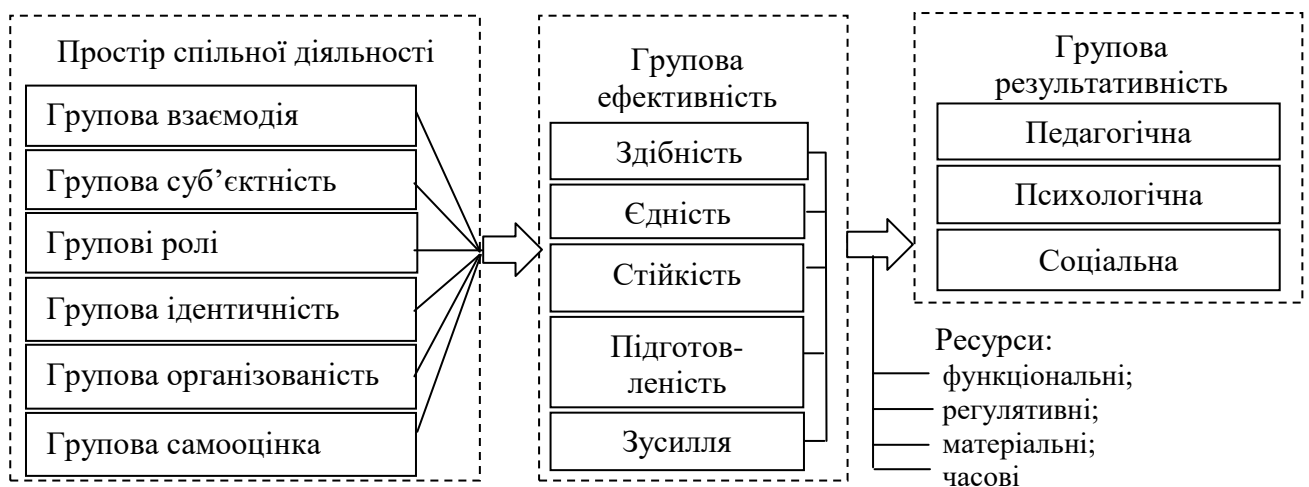 Простір спільної діяльності
Групова взаємодія
Групова суб’єктність
Групові ролі
Групова ідентичність
Групова організованість
Групова самооцінка
Групова
ефективність
Здібність
Єдність
Стійкість
Підготов-
леність
Зусилля
Групова
результативність
Педагогічна
Психологічна
Соціальна
Ресурси:
функціональні;
регулятивні;
матеріальні;
часові